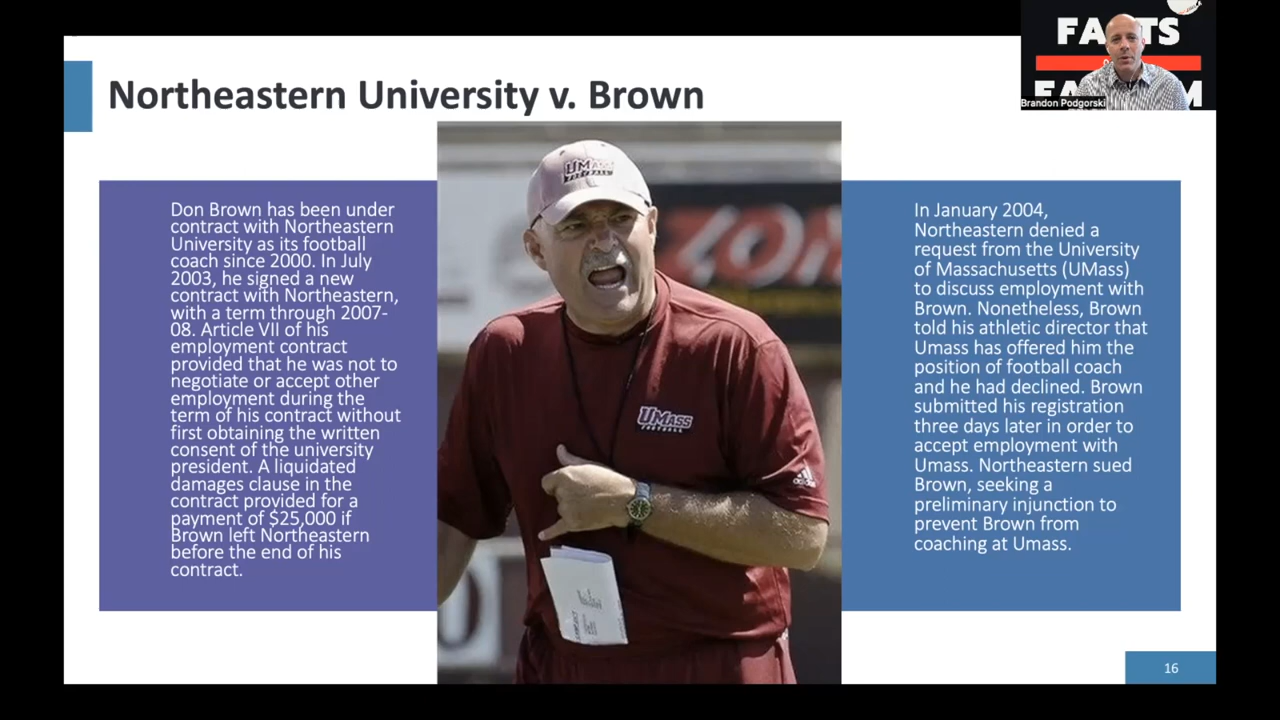 FACTS
Brandon Podgorski
Northeastern University v. Brown
Don Brown has been under
contract with Northeastern
University as its football
coach since 2000. In July
2003, he signed a new
contract with Northeastern,
with a term through 2007-
08. Article VII of his
employment contract
provided that he was not to
negotiate or accept other
employment during the
term of his contract without
first obtaining the written
consent of the university
president. A liquidated
damages clause in the
contract provided for a
payment of $25,000 if
Brown left Northeastern
before the end of his
contract.
UMASS
FOOTBALL
ZON
UMASS
FOOTBALL
adidas
In January 2004,
Northeastern denied a
request from the University
of Massachusetts (UMass)
to discuss employment with
Brown. Nonetheless, Brown
told his athletic director that
Umass has offered him the
position of football coach
and he had declined. Brown
submitted his registration
three days later in order to
accept employment with
Umass. Northeastern sued
Brown, seeking a
preliminary injunction to
prevent Brown from
coaching at Umass.
16